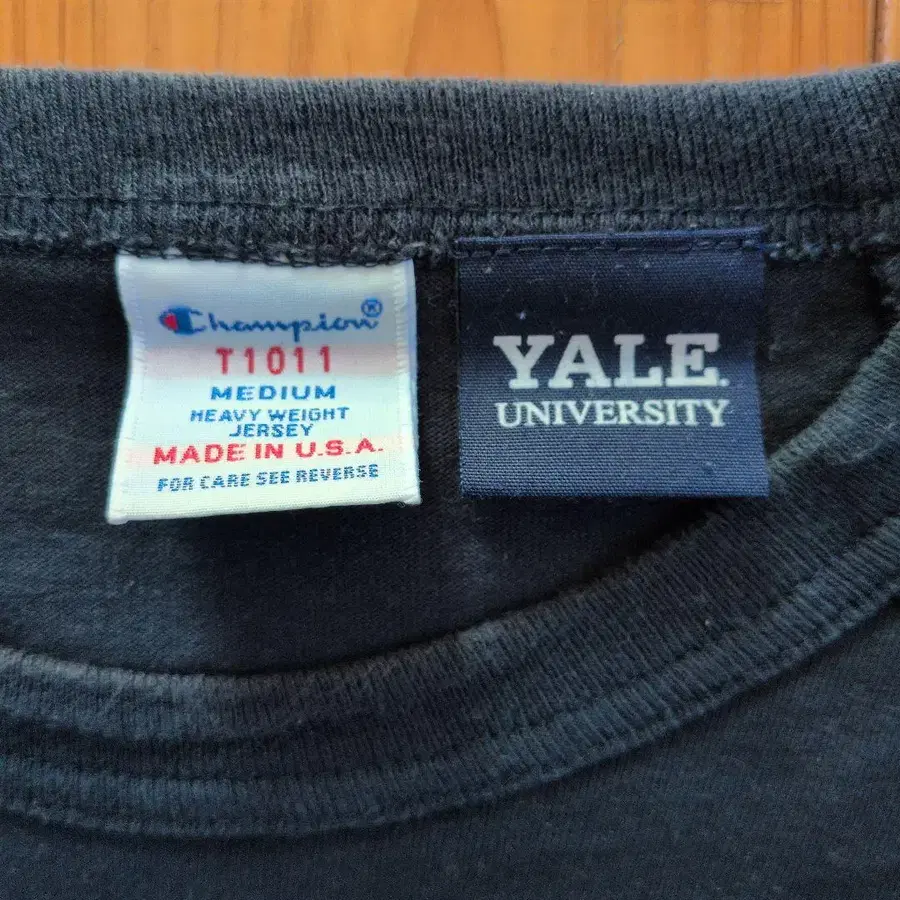 Champion®
T1011
MEDIUM
HEAVY WEIGHT
JERSEY
MADE IN U.S.A.
FOR CARE SEE REVERSE
YALE.
UNIVERSITY